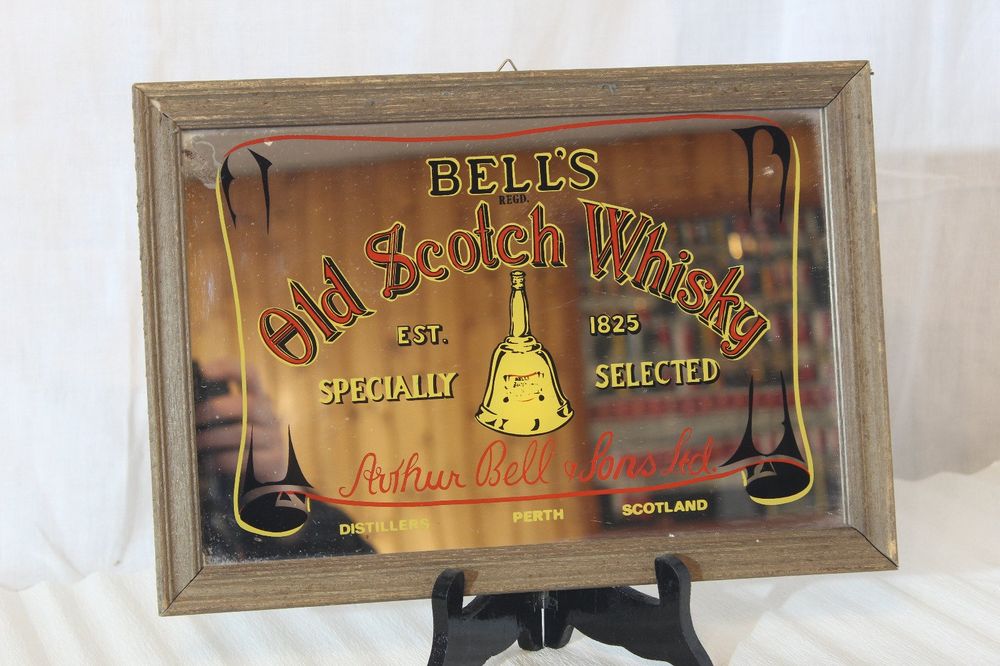 BELL'S
REGD.
Old Scotch Whisky
EST. 1825
SPECIALLY SELECTED
Arthur Bell & Sons Ltd.
DISTILLERS PERTH SCOTLAND